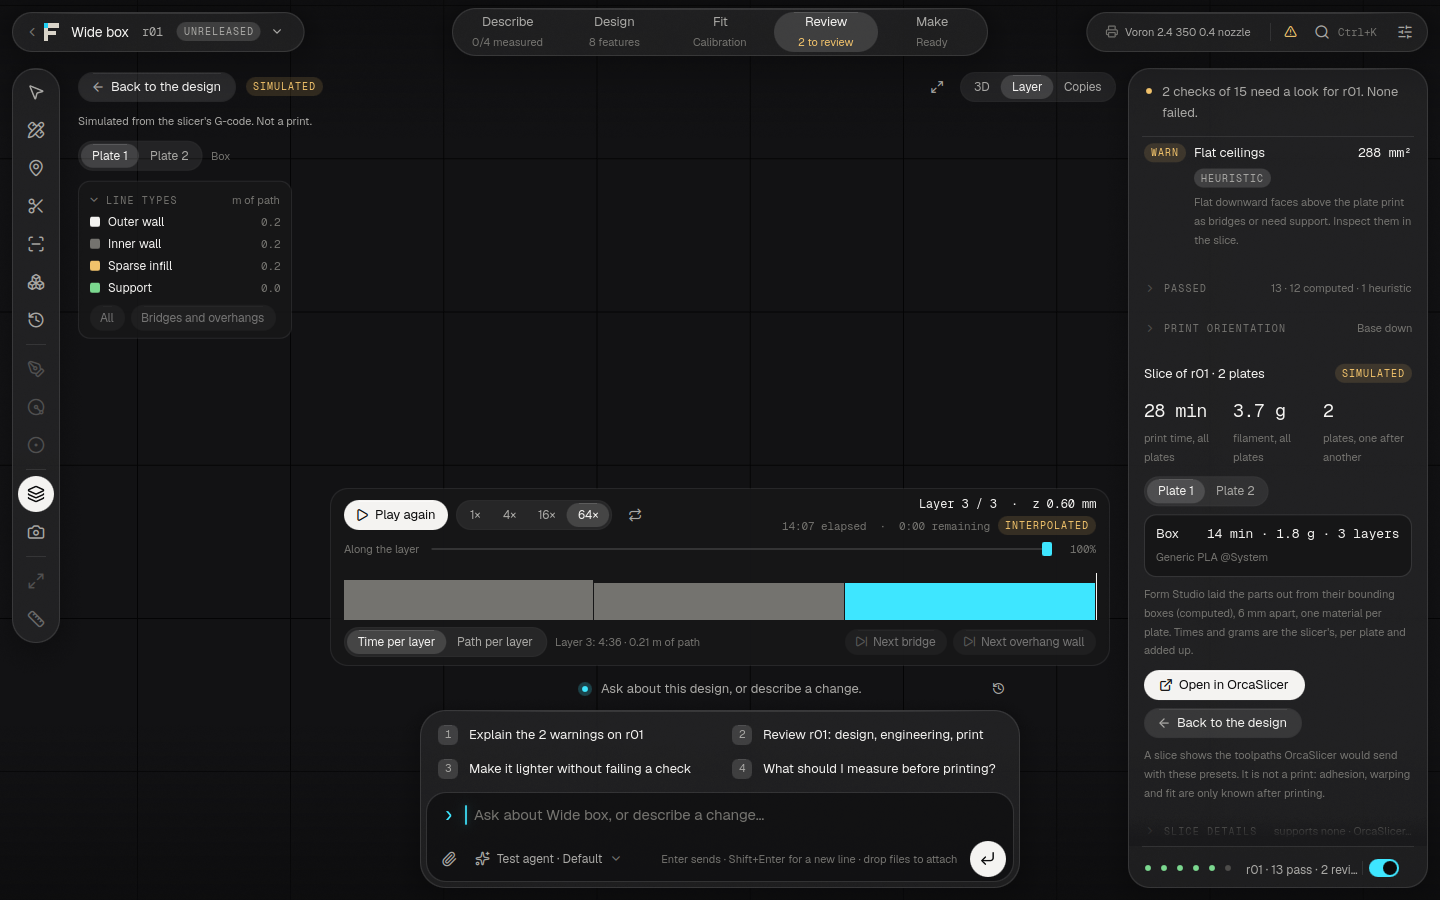 Wide box r01 UNRELEASED
Describe
0/4 measured
Design
8 features
Fit
Calibration
Review
2 to review
Make
Ready
Voron 2.4 350 0.4 nozzle
Ctrl+K
Back to the design
SIMULATED
Simulated from the slicer's G-code. Not a print.
Plate 1 Plate 2 Box
LINE TYPES m of path
Outer wall 0.2
Inner wall 0.2
Sparse infill 0.2
Support 0.0
All Bridges and overhangs
3D Layer Copies
Play again 1× 4× 16× 64×
Layer 3 / 3 · z 0.60 mm
14:07 elapsed · 0:00 remaining INTERPOLATED
Along the layer 100%
Time per layer Path per layer Layer 3: 4:36 · 0.21 m of path Next bridge Next overhang wall
Ask about this design, or describe a change.
1 Explain the 2 warnings on r01
2 Review r01: design, engineering, print
3 Make it lighter without failing a check
4 What should I measure before printing?
Ask about Wide box, or describe a change...
Test agent · Default
Enter sends · Shift+Enter for a new line · drop files to attach
2 checks of 15 need a look for r01. None
failed.
WARN Flat ceilings 288 mm²
HEURISTIC
Flat downward faces above the plate print
as bridges or need support. Inspect them in
the slice.
PASSED 13 · 12 computed · 1 heuristic
PRINT ORIENTATION Base down
Slice of r01 · 2 plates SIMULATED
28 min 3.7 g 2
print time, all filament, all plates, one after
plates plates another
Plate 1 Plate 2
Box 14 min · 1.8 g · 3 layers
Generic PLA @System
Form Studio laid the parts out from their bounding
boxes (computed), 6 mm apart, one material per
plate. Times and grams are the slicer's, per plate and
added up.
Open in OrcaSlicer
Back to the design
A slice shows the toolpaths OrcaSlicer would send
with these presets. It is not a print: adhesion, warping
and fit are only known after printing.
SLICE DETAILS supports none · OrcaSlicer...
r01 · 13 pass · 2 revi...